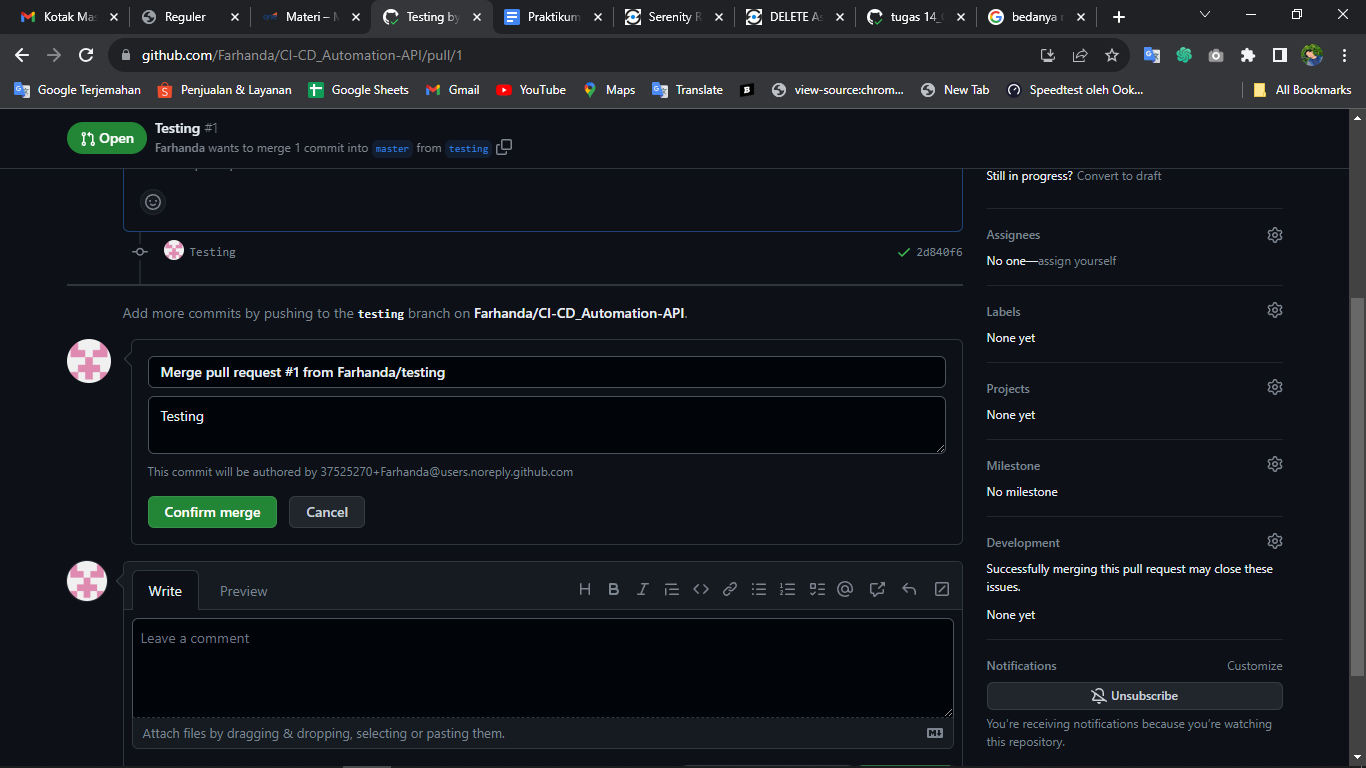 Kotak Ma
Reguler
Materi – M
Testing by
Praktikum
Serenity R
DELETE As
tugas 14_
bedanya
github.com/Farhanda/CI-CD_Automation-API/pull/1
Google Terjemahan
Penjualan & Layanan
Google Sheets
Gmail
YouTube
Maps
Translate
view-source:chrom...
New Tab
Speedtest oleh Ook...
All Bookmarks
Open
Testing #1
Farhanda wants to merge 1 commit into master from testing
Still in progress? Convert to draft
Testing
2d840f6
Assignees
No one—assign yourself
Add more commits by pushing to the testing branch on Farhanda/CI-CD_Automation-API.
Labels
None yet
Merge pull request #1 from Farhanda/testing
Testing
This commit will be authored by 37525270+Farhanda@users.noreply.github.com
Confirm merge
Cancel
Projects
None yet
Milestone
No milestone
Development
Successfully merging this pull request may close these
issues.
None yet
Write
Preview
Leave a comment
Attach files by dragging & dropping, selecting or pasting them.
Notifications
Customize
Unsubscribe
You're receiving notifications because you're watching
this repository.